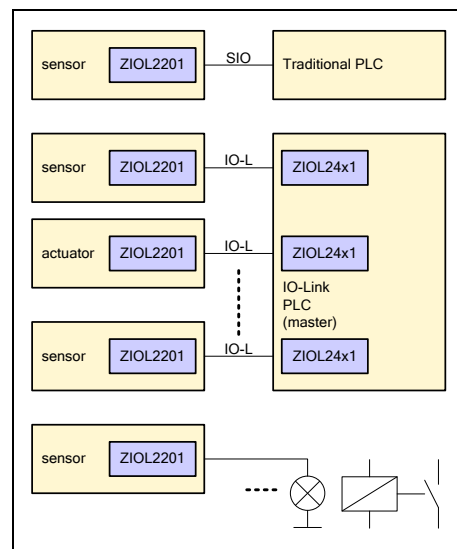 sensor ZIOL2201 SIO Traditional PLC
sensor ZIOL2201 IO-L ZIOL24x1
actuator ZIOL2201 IO-L ZIOL24x1
IO-Link
PLC
(master)
sensor ZIOL2201 IO-L ZIOL24x1
sensor ZIOL2201